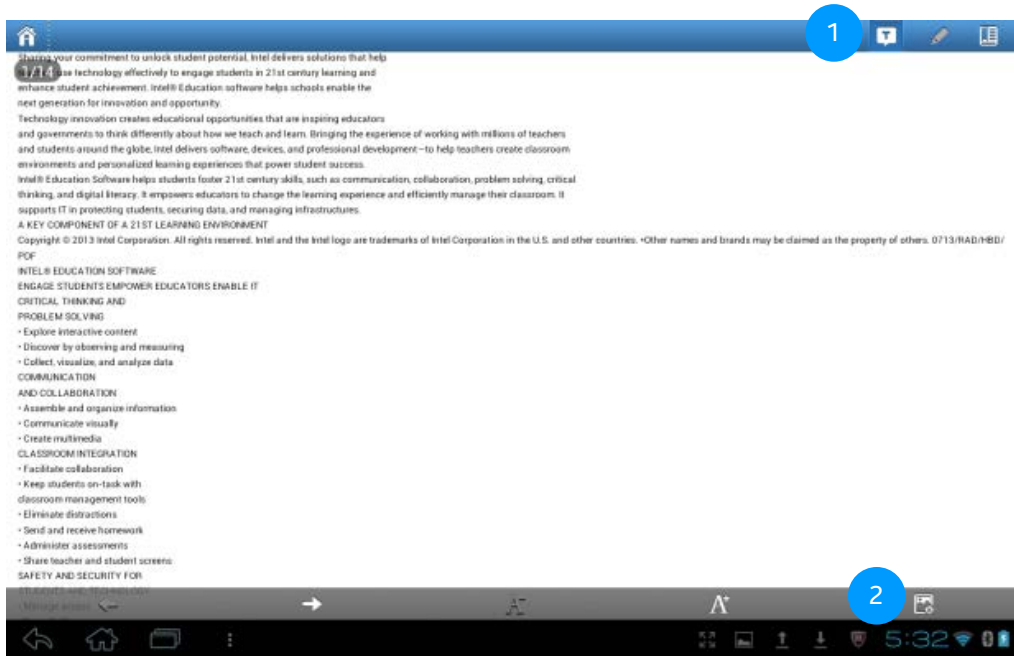 1
Sharing your commitment to unlock student potential, Intel delivers solutions that help
1/14 use technology effectively to engage students in 21st century learning and
enhance student achievement. Intel® Education software helps schools enable the
next generation for innovation and opportunity.
Technology innovation creates educational opportunities that are inspiring educators
and governments to think differently about how we teach and learn. Bringing the experience of working with millions of teachers
and students around the globe, Intel delivers software, devices, and professional development—to help teachers create classroom
environments and personalized learning experiences that power student success.
Intel® Education Software helps students foster 21st century skills, such as communication, collaboration, problem solving, critical
thinking, and digital literacy. It empowers educators to change the learning experience and efficiently manage their classroom. It
supports IT in protecting students, securing data, and managing infrastructures.
A KEY COMPONENT OF A 21ST LEARNING ENVIRONMENT
Copyright © 2013 Intel Corporation. All rights reserved. Intel and the Intel logo are trademarks of Intel Corporation in the U.S. and other countries. *Other names and brands may be claimed as the property of others. 0713/RAD/HBD/
PDF
INTEL® EDUCATION SOFTWARE
ENGAGE STUDENTS EMPOWER EDUCATORS ENABLE IT
CRITICAL THINKING AND
PROBLEM SOLVING
• Explore interactive content
• Discover by observing and measuring
• Collect, visualize, and analyze data
COMMUNICATION
AND COLLABORATION
• Assemble and organize information
• Communicate visually
• Create multimedia
CLASSROOM INTEGRATION
• Facilitate collaboration
• Keep students on-task with
classroom management tools
• Eliminate distractions
• Send and receive homework
• Administer assessments
• Share teacher and student screens
SAFETY AND SECURITY FOR
STUDENTS AND TECHNOLOGY
• Manage access
A- A+ 2
5:32